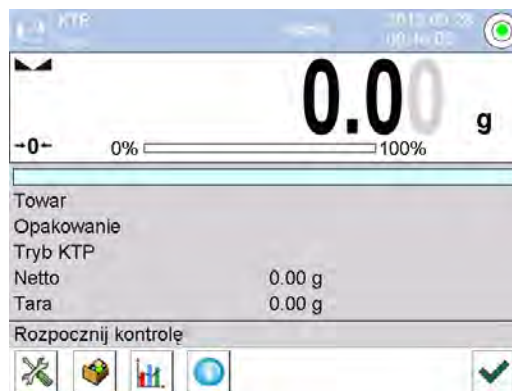 KTP
0.00 g
→0← 0% 100%
Towar
Opakowanie
Tryb KTP
Netto 0.00 g
Tara 0.00 g
Rozpocznij kontrolę